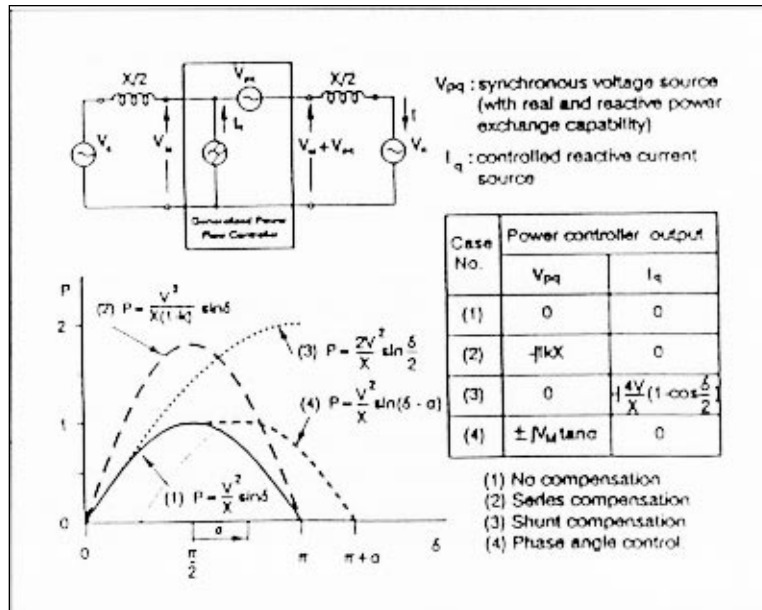 X/2
V_pq
X/2
I_q
I
V_s
V_M
V_M + V_pq
V_R
Generalized Power
Flow Controller
V_pq : synchronous voltage source
(with real and reactive power
exchange capability)
I_q : controlled reactive current
source
Case No.
Power controller output
V_pq
I_q
(1) 0 0
(2) -jIkX 0
(3) 0 -j 4V/X (1-cos δ/2)
(4) ± jV_M tanα 0
P
(2) P = V²/X(1-k) sinδ
2
(3) P = 2V²/X sin δ/2
(4) P = V²/X sin(δ - α)
1
(1) P = V²/X sinδ
0
α
0
π/2
π
π + α
δ
(1) No compensation
(2) Series compensation
(3) Shunt compensation
(4) Phase angle control